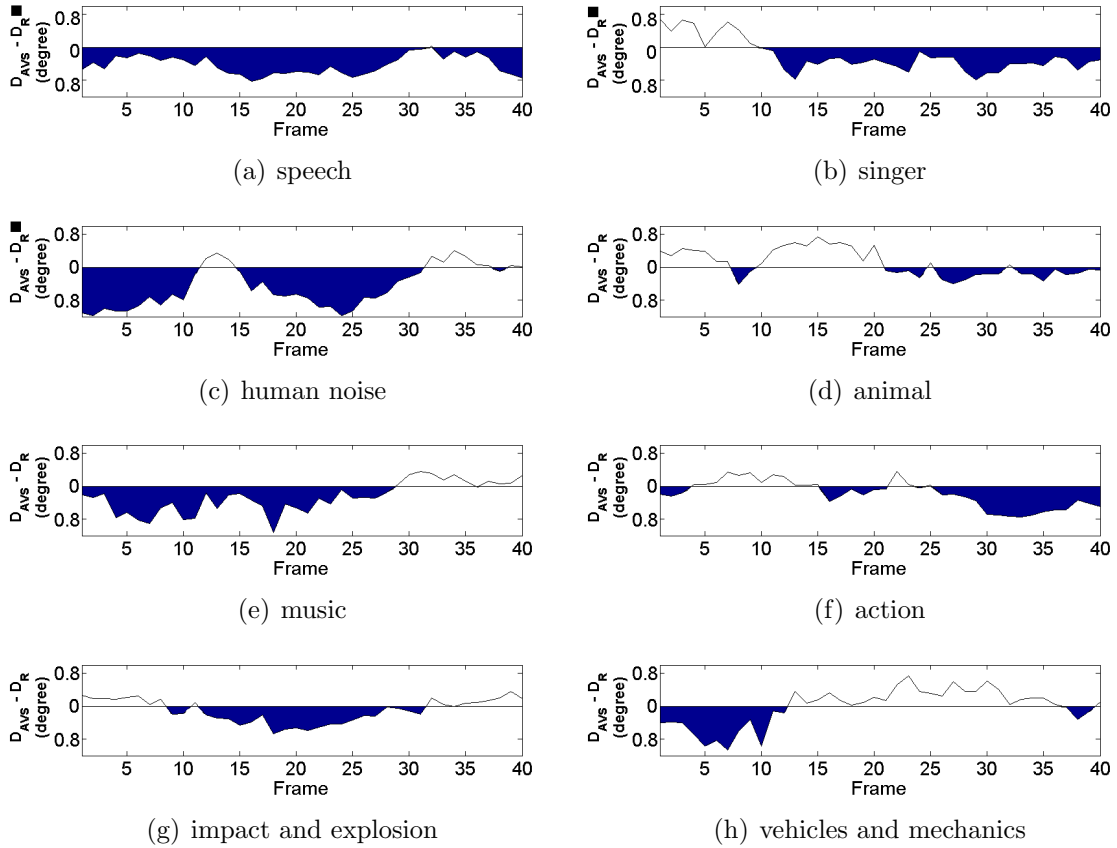 D_AVS - D_R
(degree)
0.8
0
0.8
5 10 15 20 25 30 35 40
Frame
(a) speech
D_AVS - D_R
(degree)
0.8
0
0.8
5 10 15 20 25 30 35 40
Frame
(b) singer
D_AVS - D_R
(degree)
0.8
0
0.8
5 10 15 20 25 30 35 40
Frame
(c) human noise
D_AVS - D_R
(degree)
0.8
0
0.8
5 10 15 20 25 30 35 40
Frame
(d) animal
D_AVS - D_R
(degree)
0.8
0
0.8
5 10 15 20 25 30 35 40
Frame
(e) music
D_AVS - D_R
(degree)
0.8
0
0.8
5 10 15 20 25 30 35 40
Frame
(f) action
D_AVS - D_R
(degree)
0.8
0
0.8
5 10 15 20 25 30 35 40
Frame
(g) impact and explosion
D_AVS - D_R
(degree)
0.8
0
0.8
5 10 15 20 25 30 35 40
Frame
(h) vehicles and mechanics